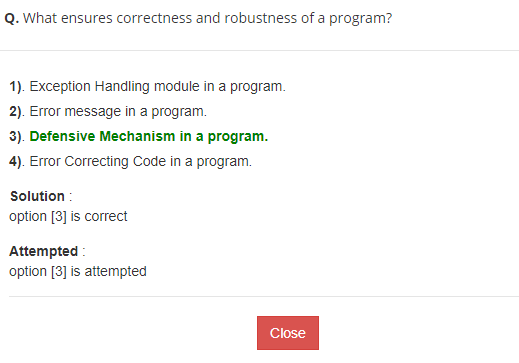 Q. What ensures correctness and robustness of a program?
1). Exception Handling module in a program.
2). Error message in a program.
3). Defensive Mechanism in a program.
4). Error Correcting Code in a program.
Solution :
option [3] is correct
Attempted :
option [3] is attempted
Close